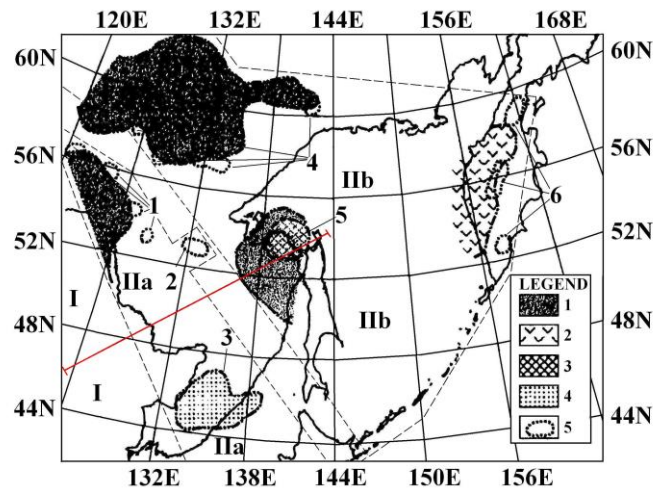 120E 132E 144E 156E 168E
60N 60N
56N
56N
52N
52N
48N
48N
44N
44N
4
1
IIb
5
6
2
IIa
I
3
IIb
I
IIa
LEGEND
1
2
3
4
5
132E 138E 144E 150E 156E